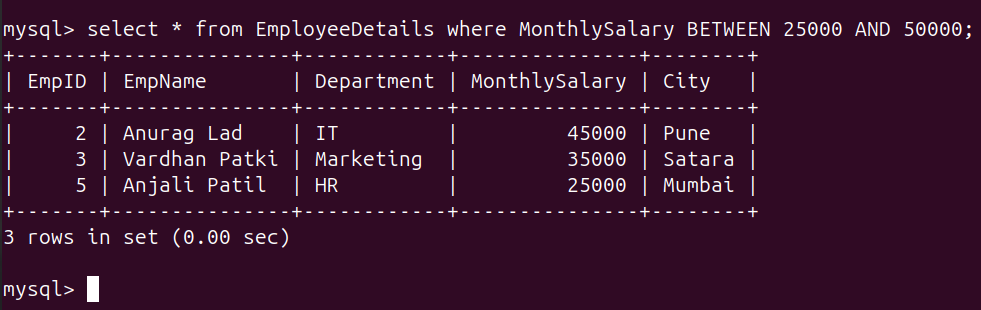 mysql> select * from EmployeeDetails where MonthlySalary BETWEEN 25000 AND 50000;
+-------+---------------+------------+---------------+--------+
| EmpID | EmpName       | Department | MonthlySalary | City   |
+-------+---------------+------------+---------------+--------+
|     2 | Anurag Lad    | IT         |         45000 | Pune   |
|     3 | Vardhan Patki | Marketing  |         35000 | Satara |
|     5 | Anjali Patil  | HR         |         25000 | Mumbai |
+-------+---------------+------------+---------------+--------+
3 rows in set (0.00 sec)
mysql>